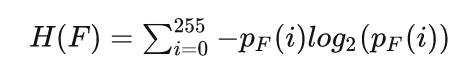 H(F) = ∑_{i=0}^{255} −p_F(i)log_2(p_F(i))